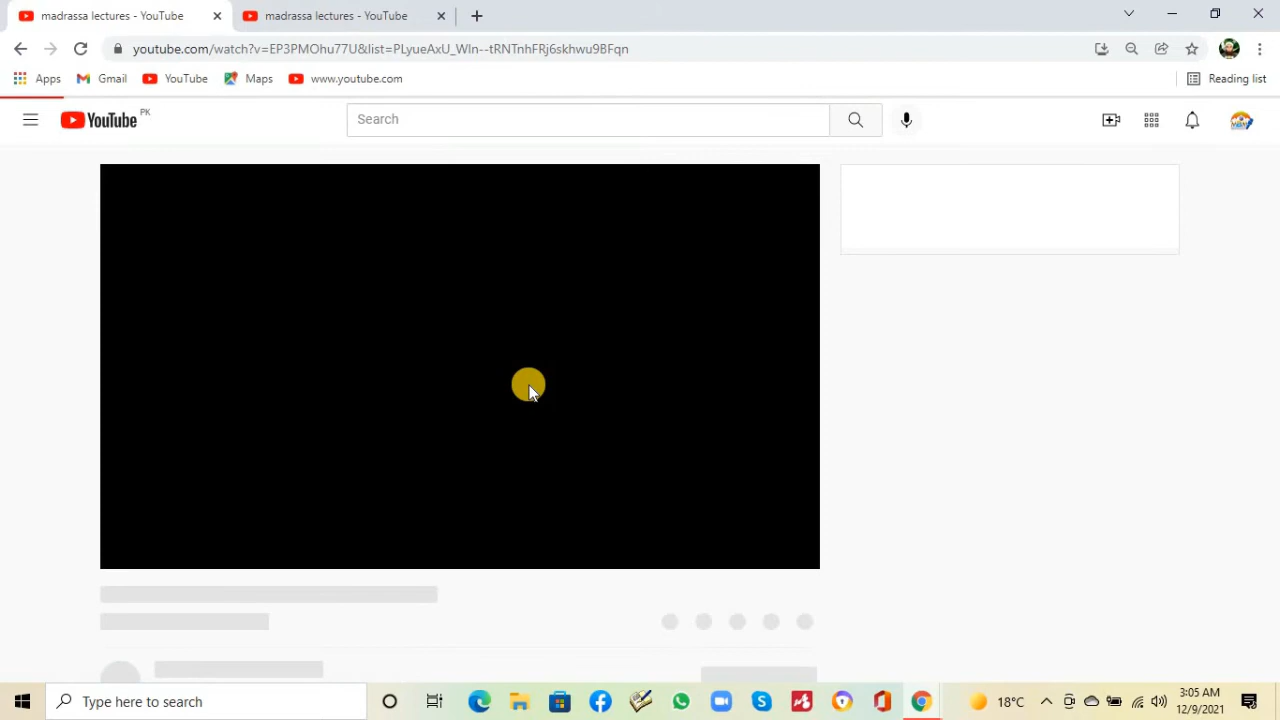 madrassa lectures - YouTube
madrassa lectures - YouTube
youtube.com/watch?v=EP3PMOhu77U&list=PLyueAxU_WIn--tRNTnhFRj6skhwu9BFqn
Apps Gmail YouTube Maps www.youtube.com Reading list
YouTube PK Search
Type here to search 18°C 3:05 AM
12/9/2021